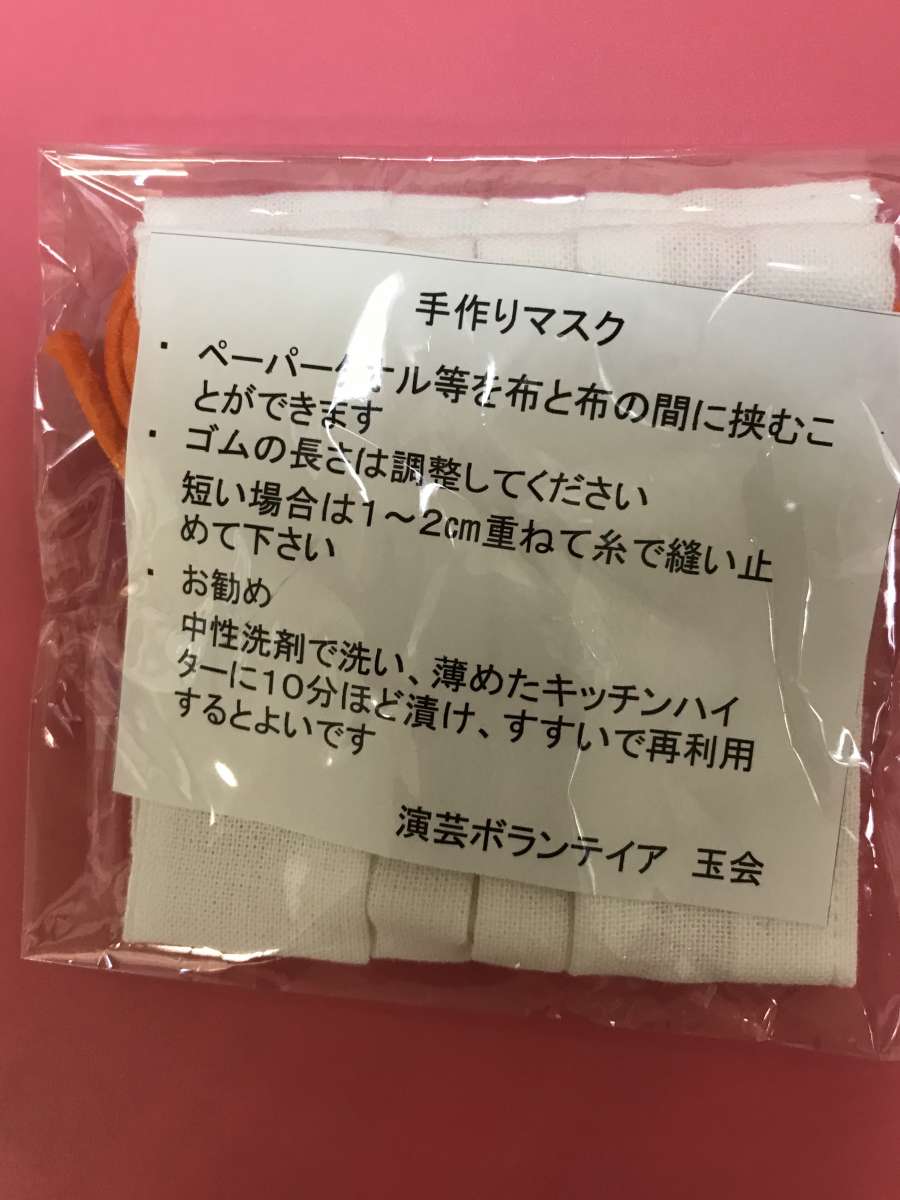 手作りマスク
・ペーパータオル等を布と布の間に挟むこ
とができます
・ゴムの長さは調整してください
短い場合は1～2㎝重ねて糸で縫い止
めて下さい
・お勧め
中性洗剤で洗い、薄めたキッチンハイ
ターに10分ほど漬け、すすいで再利用
するとよいです
演芸ボランテイア 玉会